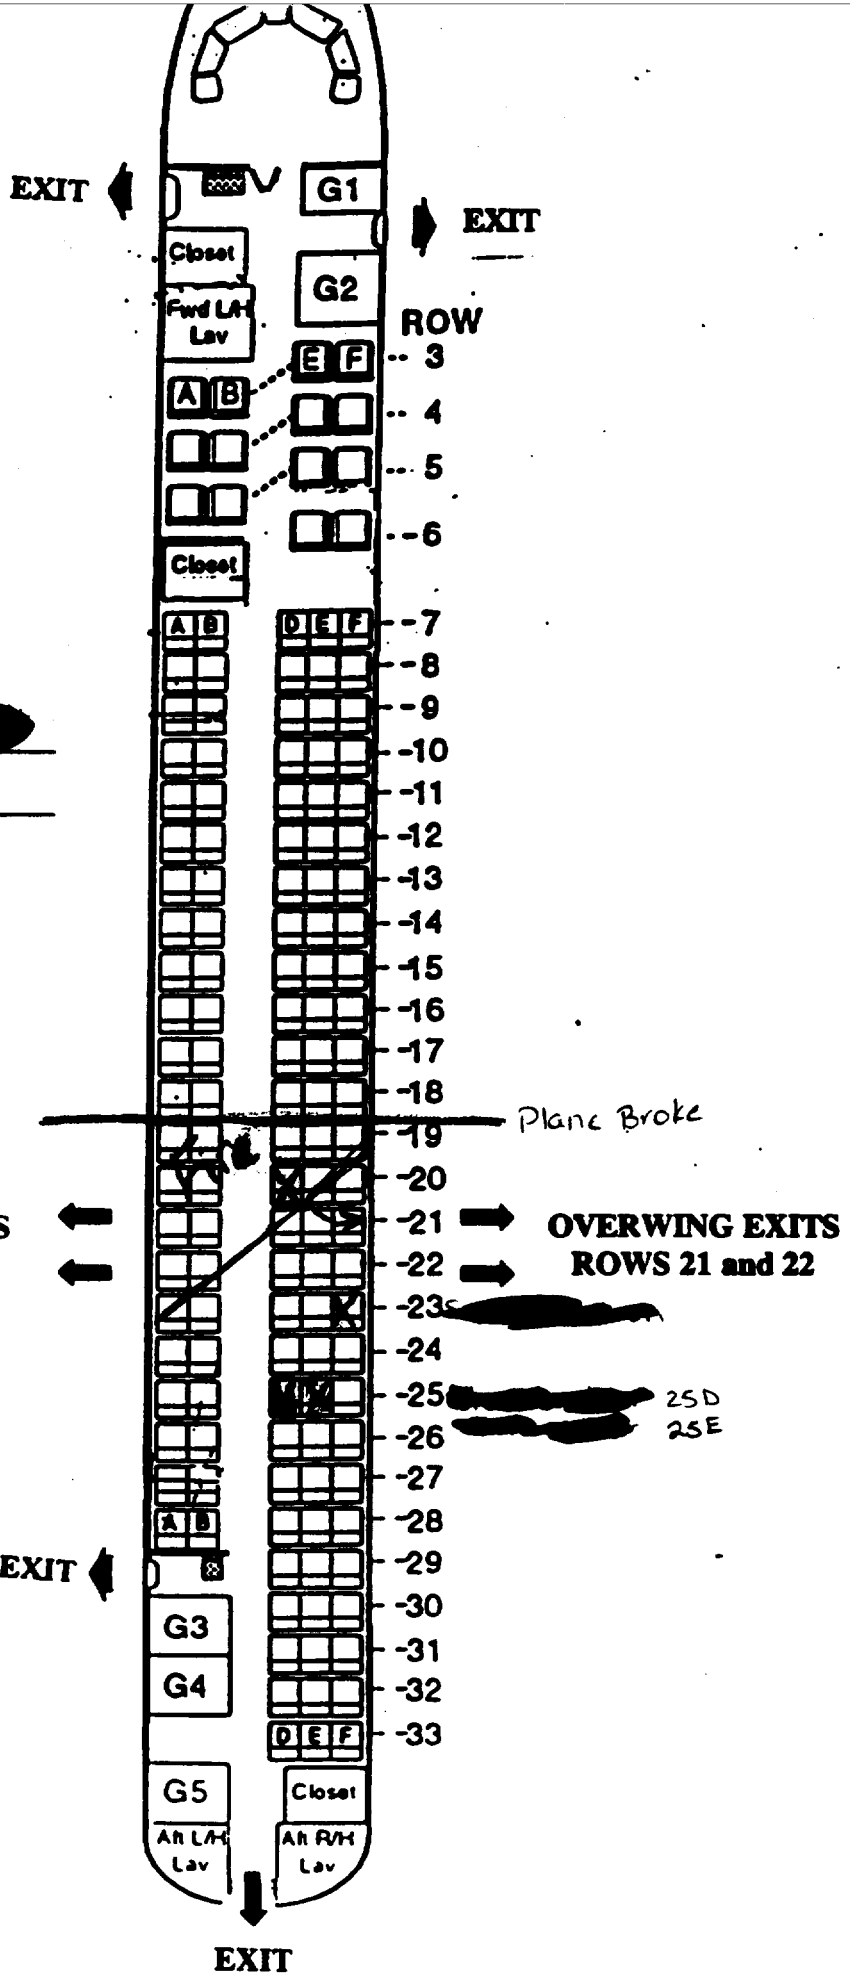 EXIT
G1
EXIT
Closet
G2
Fwd L/H
Lav
ROW
E F -- 3
A B
-- 4
--- 5
-- 6
Closet
A B D E F --7
--8
--9
--10
--11
--12
--13
--14
--15
--16
--17
--18
Plane Broke
--19
--20
S
--21
OVERWING EXITS
ROWS 21 and 22
--22
--23
--24
--25 25D
25E
--26
--27
A B --28
--29
EXIT
--30
G3
--31
G4
--32
D E F --33
G5
Closet
Aft L/H
Lav
Aft R/H
Lav
EXIT